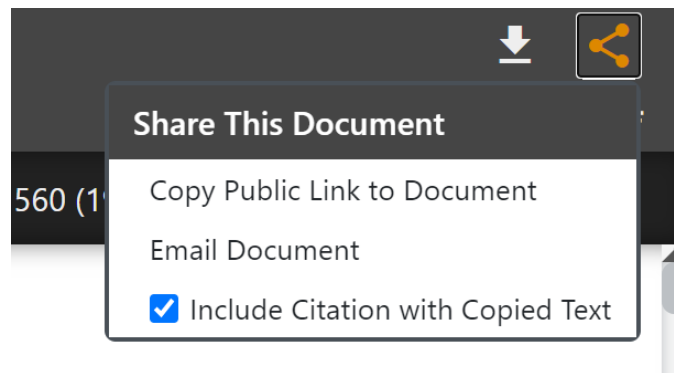 Share This Document
560 (1
Copy Public Link to Document
Email Document
Include Citation with Copied Text